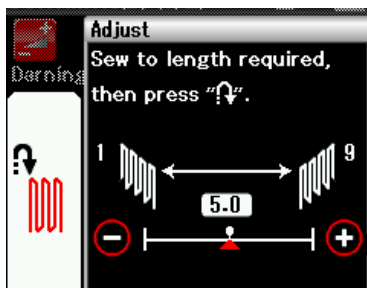 Adjust
Darning
Sew to length required,
then press "".
1 9
5.0
- +